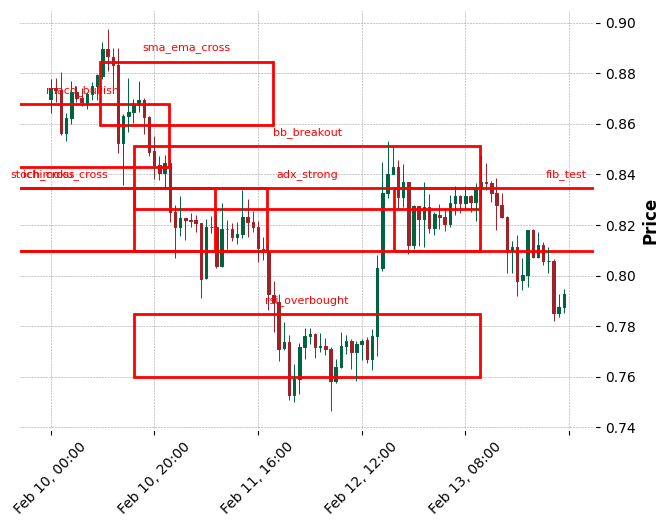 sma_ema_cross
macd_bullish
bb_breakout
stoch_cross
ichimoku_cross
adx_strong
fib_test
rsi_overbought
0.90
0.88
0.86
0.84
0.82
0.80
0.78
0.76
0.74
Price
Feb 10, 00:00
Feb 10, 20:00
Feb 11, 16:00
Feb 12, 12:00
Feb 13, 08:00